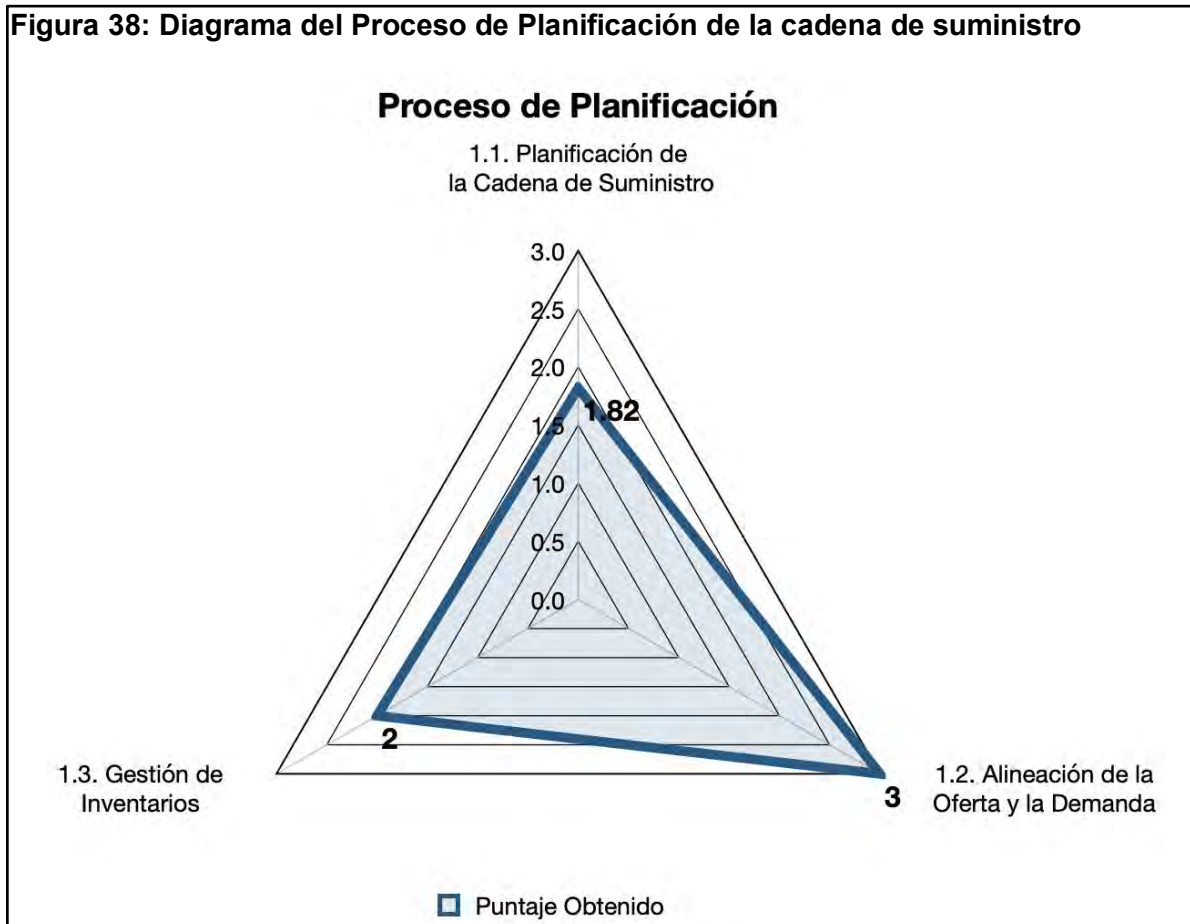 Figura 38: Diagrama del Proceso de Planificación de la cadena de suministro
Proceso de Planificación
1.1. Planificación de
la Cadena de Suministro
3.0
2.5
2.0
1.82
1.5
1.0
0.5
0.0
2
3
1.3. Gestión de
Inventarios
1.2. Alineación de la
Oferta y la Demanda
Puntaje Obtenido